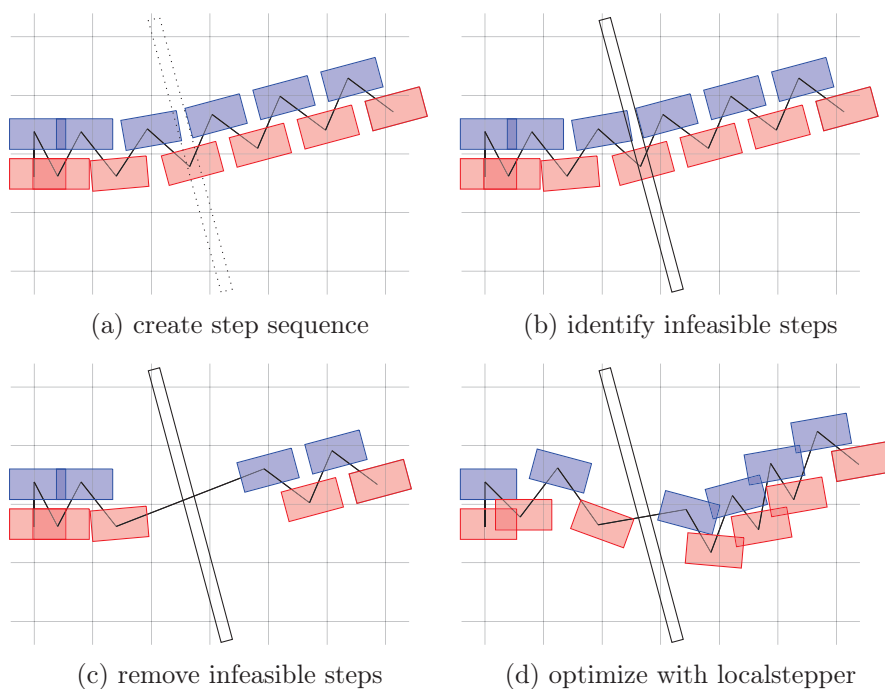 (a) create step sequence
(b) identify infeasible steps
(c) remove infeasible steps
(d) optimize with localstepper